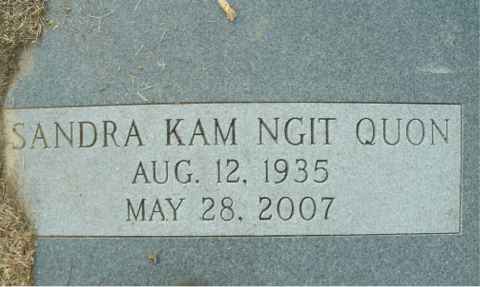 SANDRA KAM NGIT QUON
AUG. 12, 1935
MAY 28, 2007